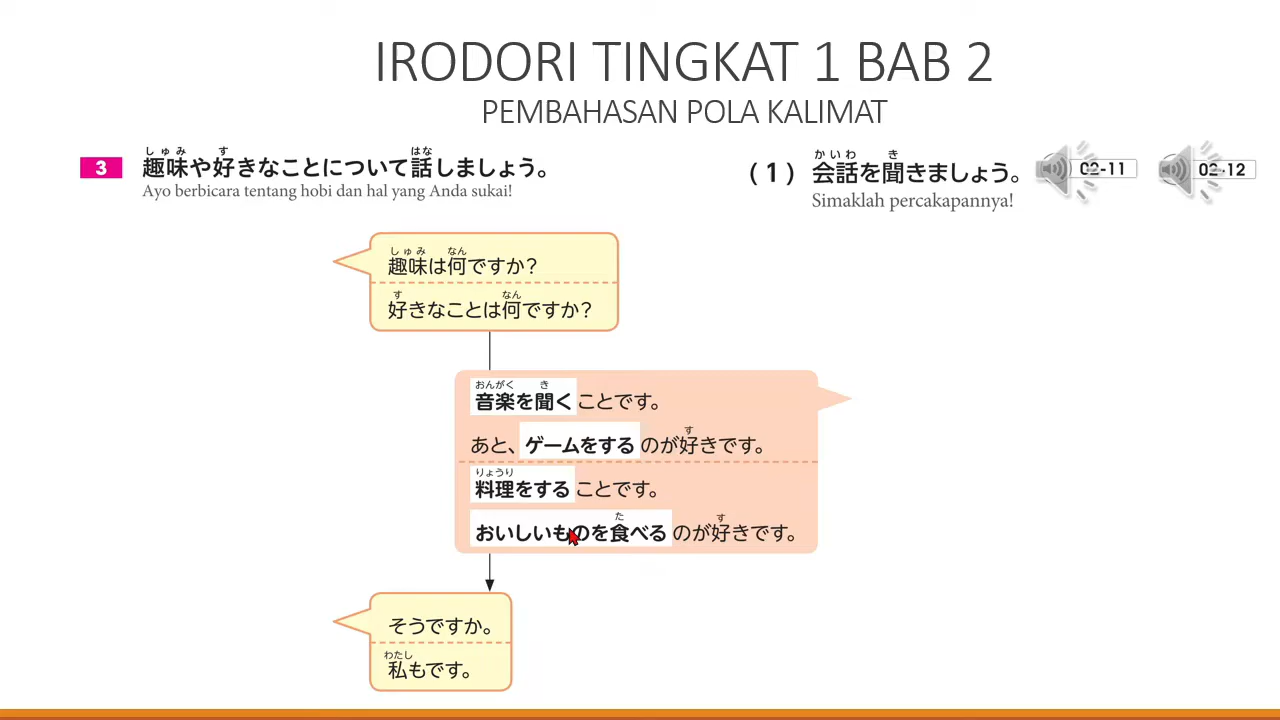 IRODORI TINGKAT 1 BAB 2
PEMBAHASAN POLA KALIMAT
しゅみ す はな
3 趣味や好きなことについて話しましょう。
Ayo berbicara tentang hobi dan hal yang Anda sukai!
かいわ き
(1) 会話を聞きましょう。 02-11 02-12
Simaklah percakapannya!
しゅみ なん
趣味は何ですか?
す なん
好きなことは何ですか?
おんがく き
音楽を聞くことです。
す
あと、ゲームをするのが好きです。
りょうり
料理をすることです。
た す
おいしいものを食べるのが好きです。
そうですか。
わたし
私もです。